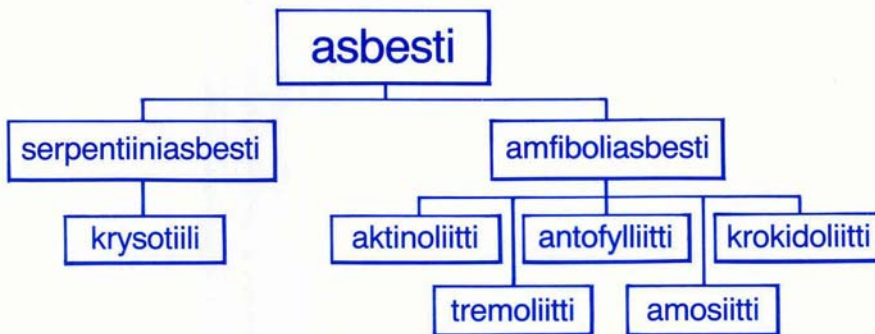 asbesti
serpentiiniasbesti
amfiboliasbesti
krysotiili
aktinoliitti
antofylliitti
krokidoliitti
tremoliitti
amosiitti